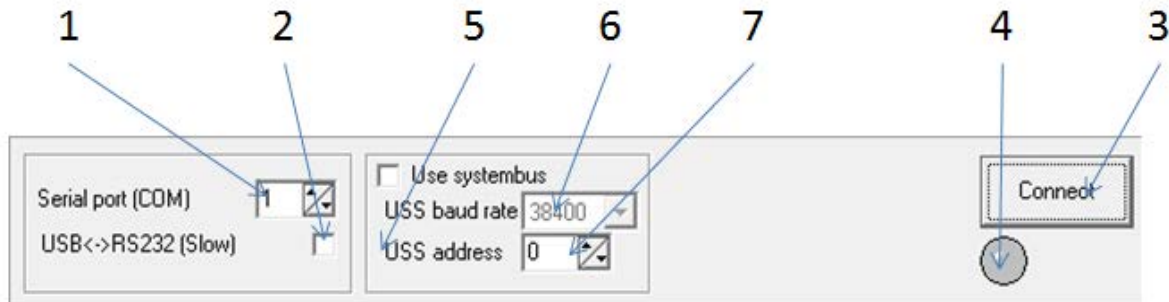 1 2 5 6 7 4 3
Use systembus
Serial port (COM) 1
USS baud rate 38400
Connect
USB<->RS232 (Slow)
USS address 0